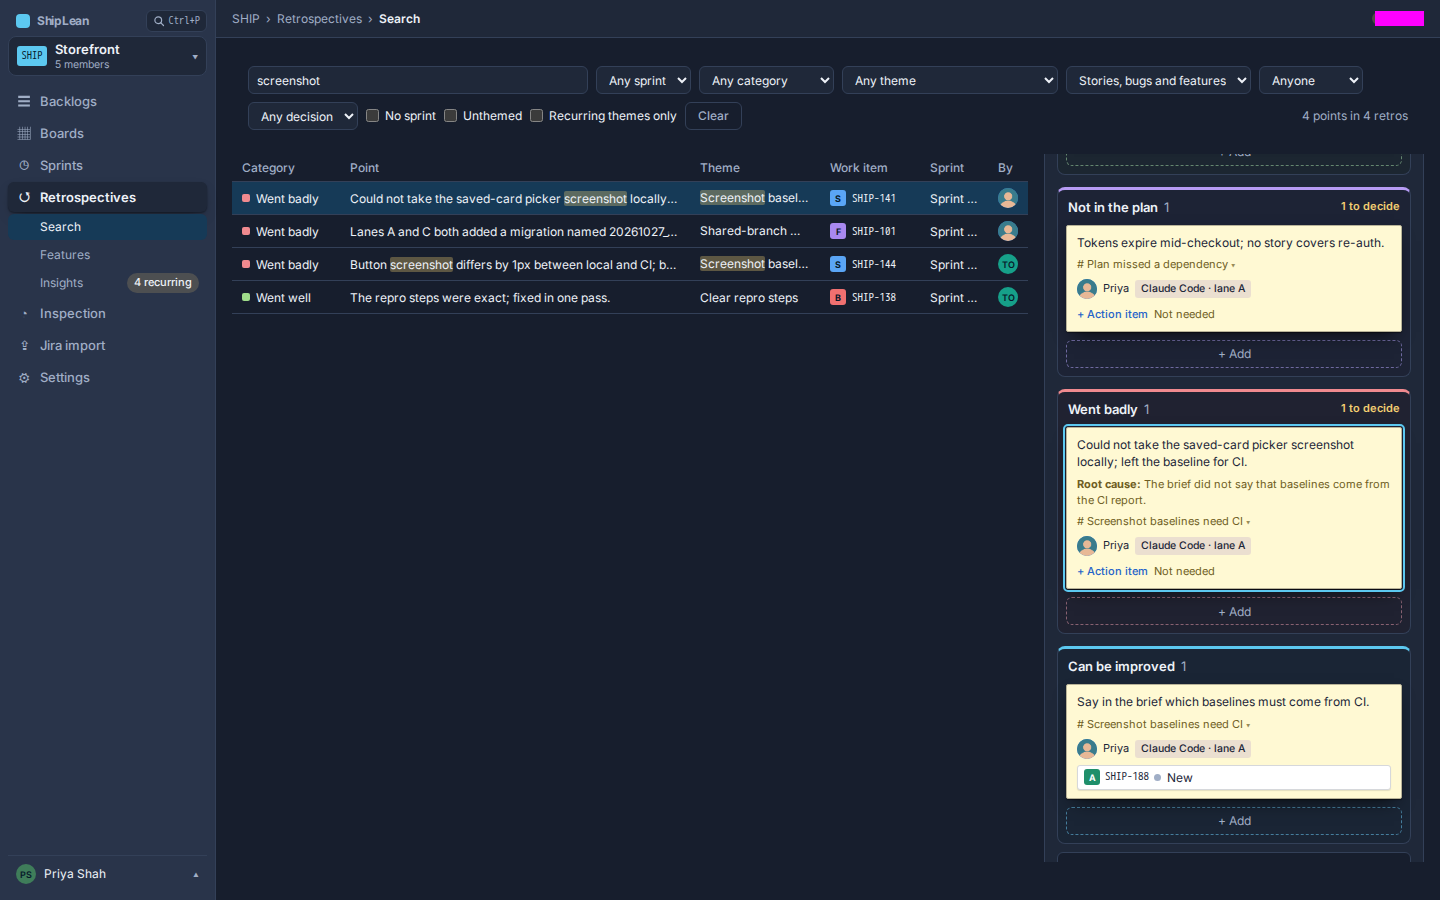 ShipLean
Ctrl+P
SHIP
Storefront
5 members
Backlogs
Boards
Sprints
Retrospectives
Search
Features
Insights
4 recurring
Inspection
Jira import
Settings
PS
Priya Shah
SHIP › Retrospectives › Search
screenshot
Any sprint
Any category
Any theme
Stories, bugs and features
Anyone
Any decision
No sprint
Unthemed
Recurring themes only
Clear
4 points in 4 retros
Category Point Theme Work item Sprint By
Went badly Could not take the saved-card picker screenshot locally... Screenshot basel... S SHIP-141 Sprint ...
Went badly Lanes A and C both added a migration named 20261027_... Shared-branch ... F SHIP-101 Sprint ...
Went badly Button screenshot differs by 1px between local and CI; b... Screenshot basel... S SHIP-144 Sprint ... TO
Went well The repro steps were exact; fixed in one pass. Clear repro steps B SHIP-138 Sprint ... TO
+ Add
Not in the plan 1
1 to decide
Tokens expire mid-checkout; no story covers re-auth.
# Plan missed a dependency
Priya Claude Code · lane A
+ Action item Not needed
+ Add
Went badly 1
1 to decide
Could not take the saved-card picker screenshot
locally; left the baseline for CI.
Root cause: The brief did not say that baselines come from
the CI report.
# Screenshot baselines need CI
Priya Claude Code · lane A
+ Action item Not needed
+ Add
Can be improved 1
Say in the brief which baselines must come from CI.
# Screenshot baselines need CI
Priya Claude Code · lane A
A SHIP-188 New
+ Add